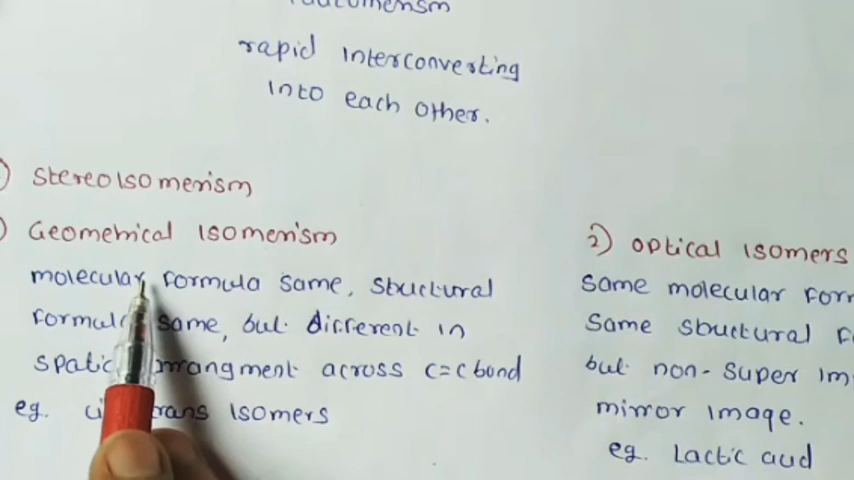 rapid interconverting
into each other.
Stereoisomerism
Geometrical Isomerism
molecular formula same, structural
formula same, but different in
spatic arrangment across c=c bond
eg. trans Isomers
2) optical Isomers
same molecular
same structural
but non-super
mirror image.
eg. Lactic acid